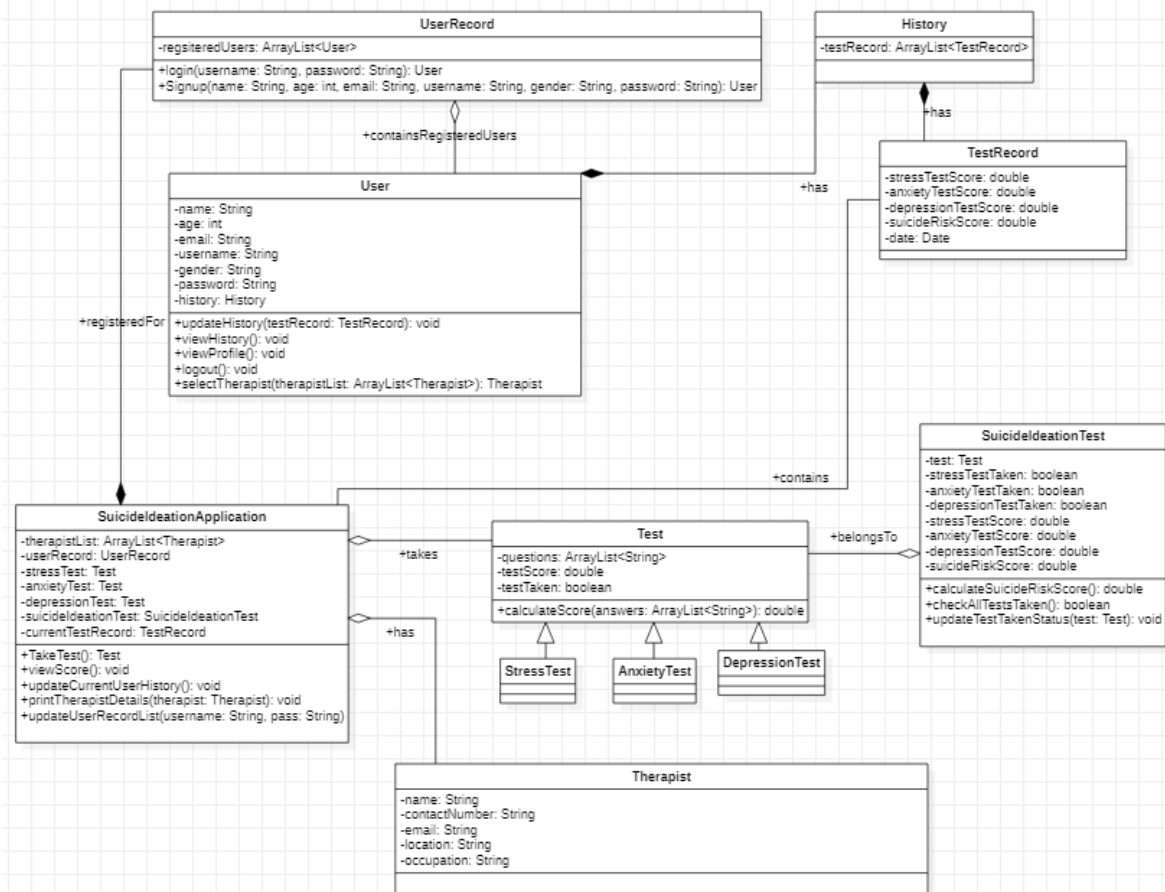 UserRecord
-regsiteredUsers: ArrayList<User>
+login(username: String, password: String): User
+Signup(name: String, age: int, email: String, username: String, gender: String, password: String): User
History
-testRecord: ArrayList<TestRecord>
+has
+containsRegisteredUsers
TestRecord
-stressTestScore: double
-anxietyTestScore: double
-depressionTestScore: double
-suicideRiskScore: double
-date: Date
User
-name: String
-age: int
-email: String
-username: String
-gender: String
-password: String
-history: History
+updateHistory(testRecord: TestRecord): void
+viewHistory(): void
+viewProfile(): void
+logout(): void
+selectTherapist(therapistList: ArrayList<Therapist>): Therapist
+has
+registeredFor
+contains
SuicideIdeationTest
-test: Test
-stressTestTaken: boolean
-anxietyTestTaken: boolean
-depressionTestTaken: boolean
-stressTestScore: double
-anxietyTestScore: double
-depressionTestScore: double
-suicideRiskScore: double
+calculateSuicideRiskScore(): double
+checkAllTestsTaken(): boolean
+updateTestTakenStatus(test: Test): void
SuicideIdeationApplication
-therapistList: ArrayList<Therapist>
-userRecord: UserRecord
-stressTest: Test
-anxietyTest: Test
-depressionTest: Test
-suicideIdeationTest: SuicideIdeationTest
-currentTestRecord: TestRecord
+TakeTest(): Test
+viewScore(): void
+updateCurrentUserHistory(): void
+printTherapistDetails(therapist: Therapist): void
+updateUserRecordList(username: String, pass: String)
+takes
Test
-questions: ArrayList<String>
-testScore: double
-testTaken: boolean
+calculateScore(answers: ArrayList<String>): double
+belongsTo
+has
StressTest
AnxietyTest
DepressionTest
Therapist
-name: String
-contactNumber: String
-email: String
-location: String
-occupation: String